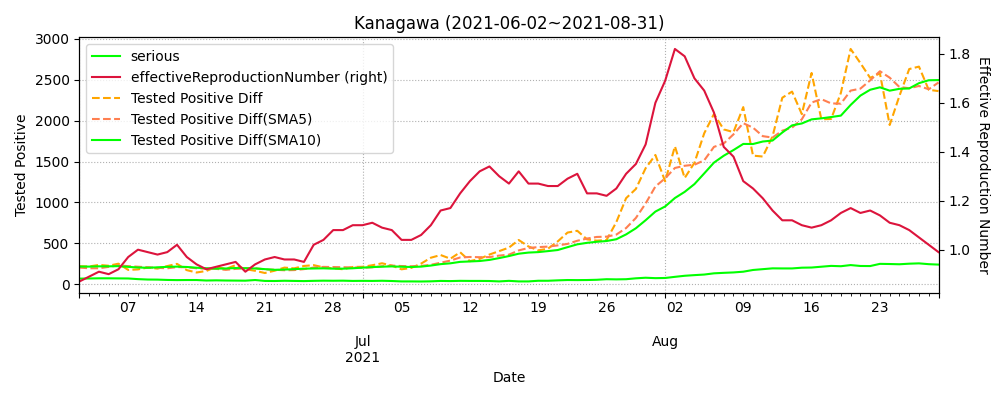 Kanagawa (2021-06-02~2021-08-31)
serious
effectiveReproductionNumber (right)
Tested Positive Diff
Tested Positive Diff(SMA5)
Tested Positive Diff(SMA10)
Tested Positive
3000
2500
2000
1500
1000
500
0
1.8
1.6
1.4
1.2
1.0
Effective Reproduction Number
07 14 21 28 05 12 19 26 02 09 16 23
Jul Aug
2021
Date